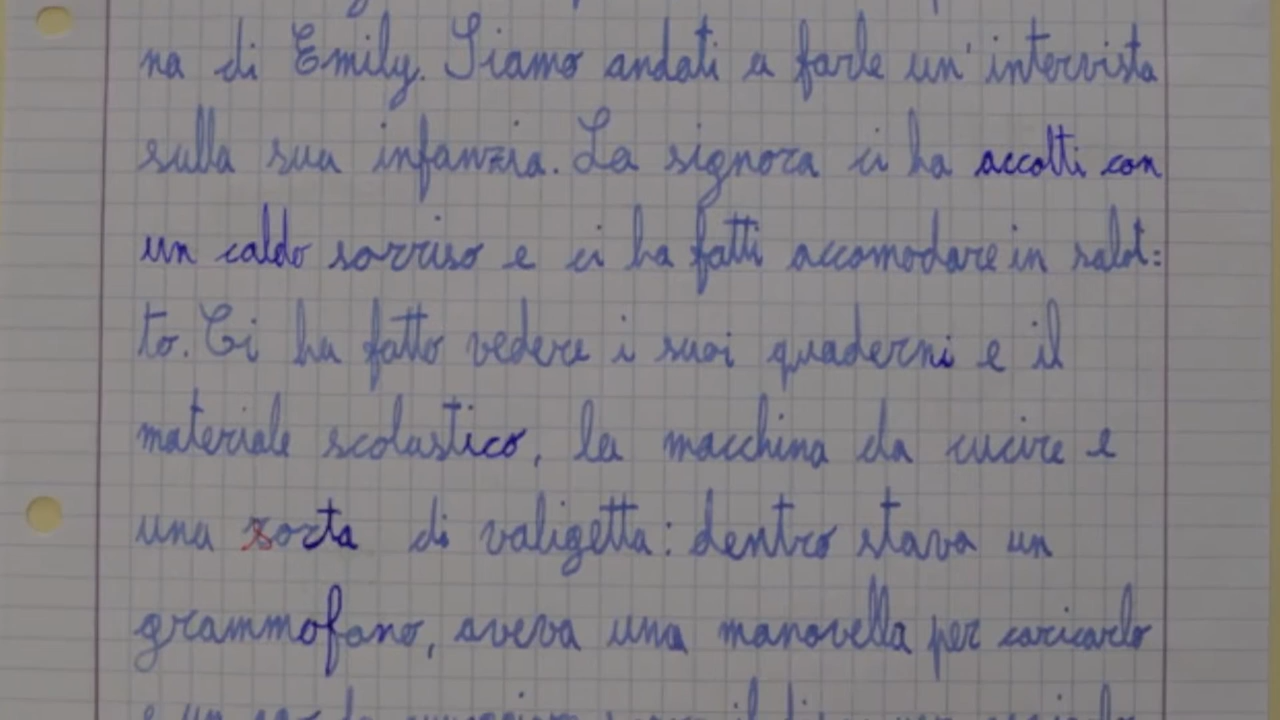 na di Emily. Siamo andati a farle un' intervista
sulla sua infanzia. La signora ci ha accolti con
un caldo sorriso e ci ha fatti accomodare in salot:
to. Ci ha fatto vedere i suoi quaderni e il
materiale scolastico, la macchina da cucire e
una sorta di valigetta: dentro stava un
grammofono, aveva una manovella per caricarlo
e un